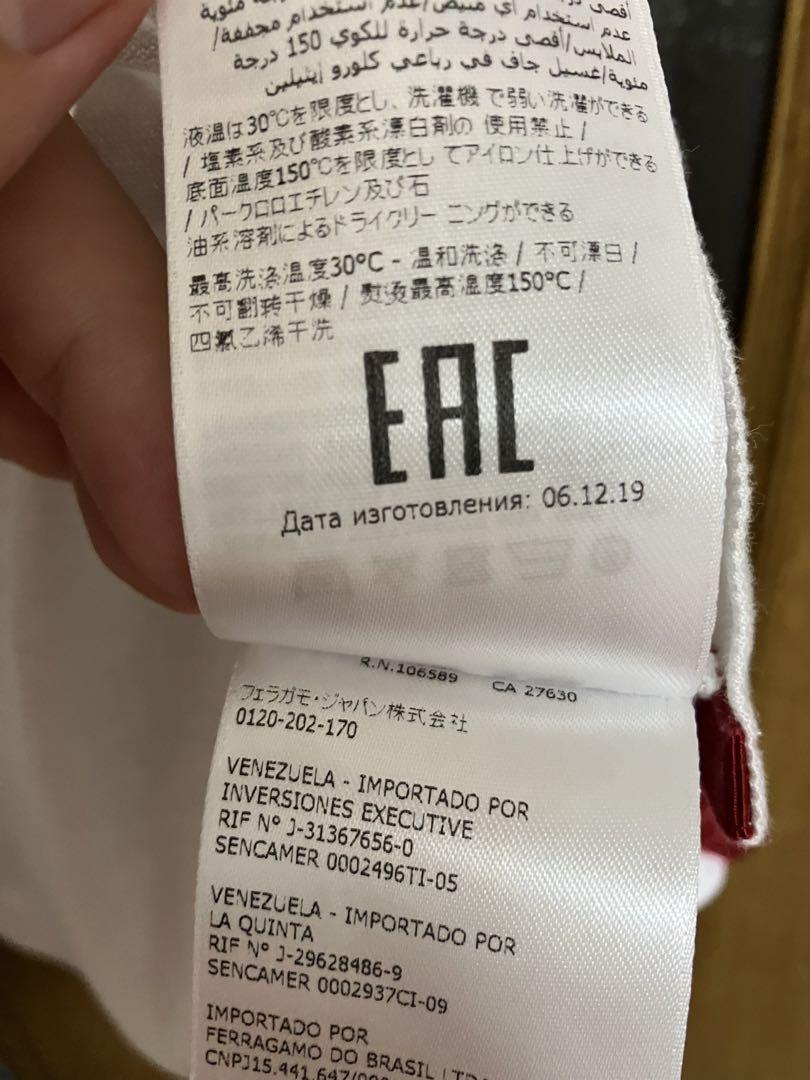 أقصى
عدم استخدام أي مبيض/عدم استخدام مجففة/
الملابس/أقصى درجة حرارة للكوي 150 درجة
مئوية/غسيل جاف في رباعي كلورو إيثيلين
液温は30℃を限度とし、洗濯機 で弱い洗濯ができる
/ 塩素系及び酸素系漂白剤の 使用禁止 /
底面温度150℃を限度とし てアイロン仕 上げができる
/ パークロロエチレン及び石
油系溶剤によるドライクリー ニングができる
最高洗涤温度30°C - 温和洗涤 / 不可漂白 /
不可翻转干燥 / 熨烫最高温度150°C /
四氯乙烯干洗
EAC
Дата изготовления: 06.12.19
R.N.106589 CA 27630
フェラガモ・ジャパン株式会社
0120-202-170
VENEZUELA - IMPORTADO POR
INVERSIONES EXECUTIVE
RIF Nº J-31367656-0
SENCAMER 0002496TI-05
VENEZUELA - IMPORTADO POR
LA QUINTA
RIF Nº J-29628486-9
SENCAMER 0002937CI-09
IMPORTADO POR
FERRAGAMO DO BRASIL LTD
CNPJ15.441.647/000